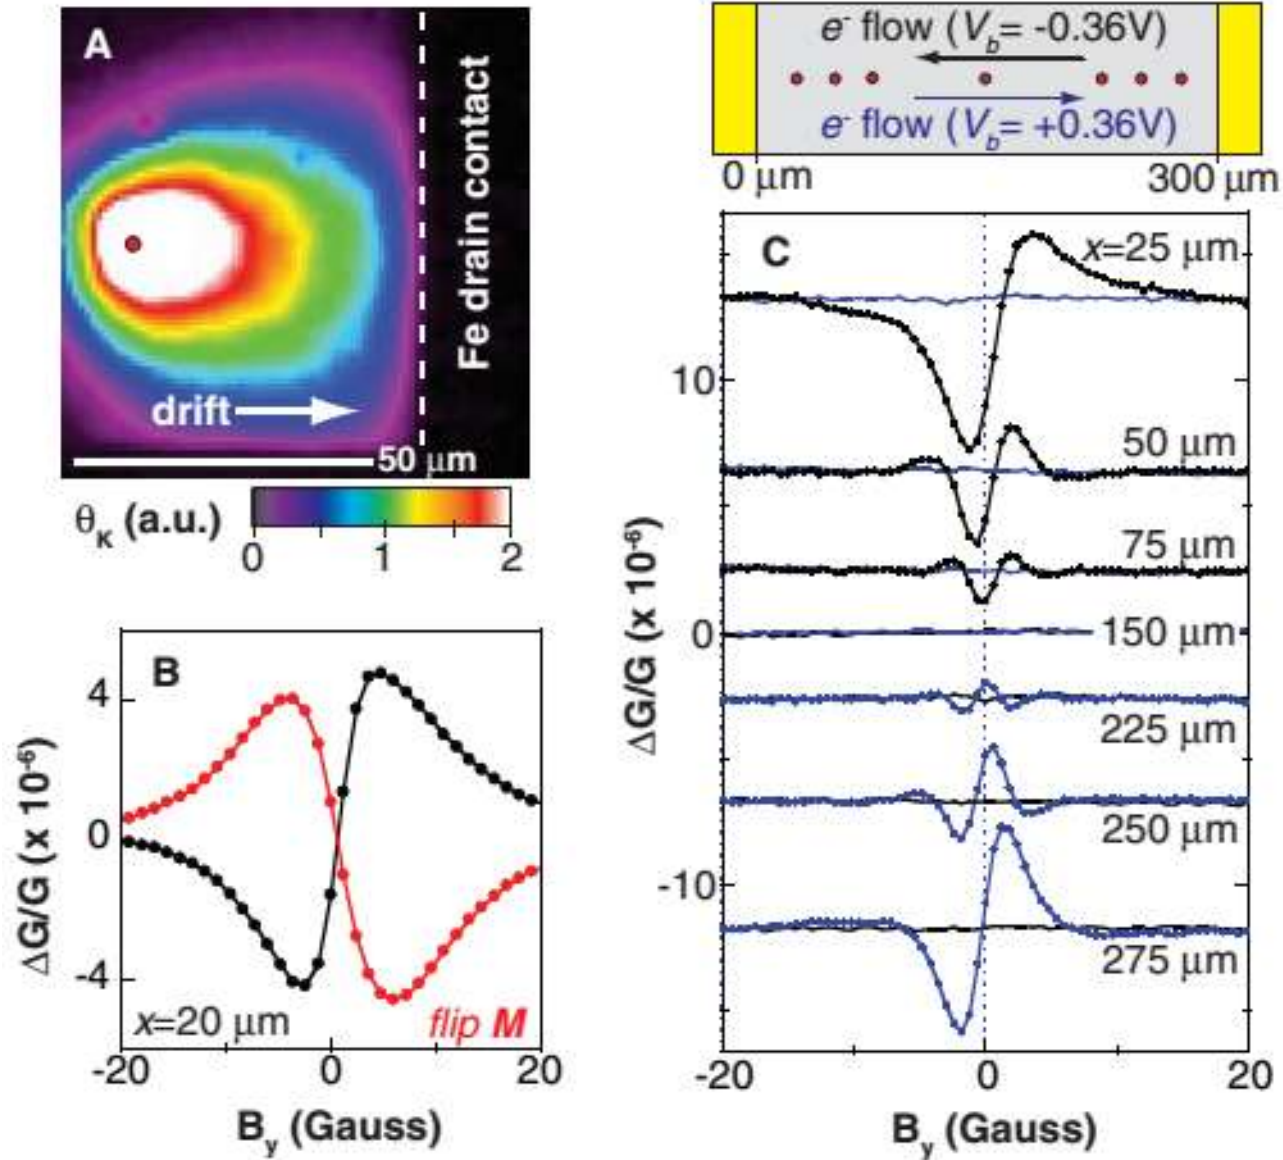 A
Fe drain contact
drift
50 μm
θK (a.u.)
0 1 2
B
4
0
-4
x=20 μm
flip M
-20 0 20
By (Gauss)
ΔG/G (x 10-6)
e- flow (Vb= -0.36V)
e- flow (Vb= +0.36V)
0 μm 300 μm
C
x=25 μm
50 μm
75 μm
150 μm
225 μm
250 μm
275 μm
10
0
-10
-20 0 20
By (Gauss)
ΔG/G (x 10-6)